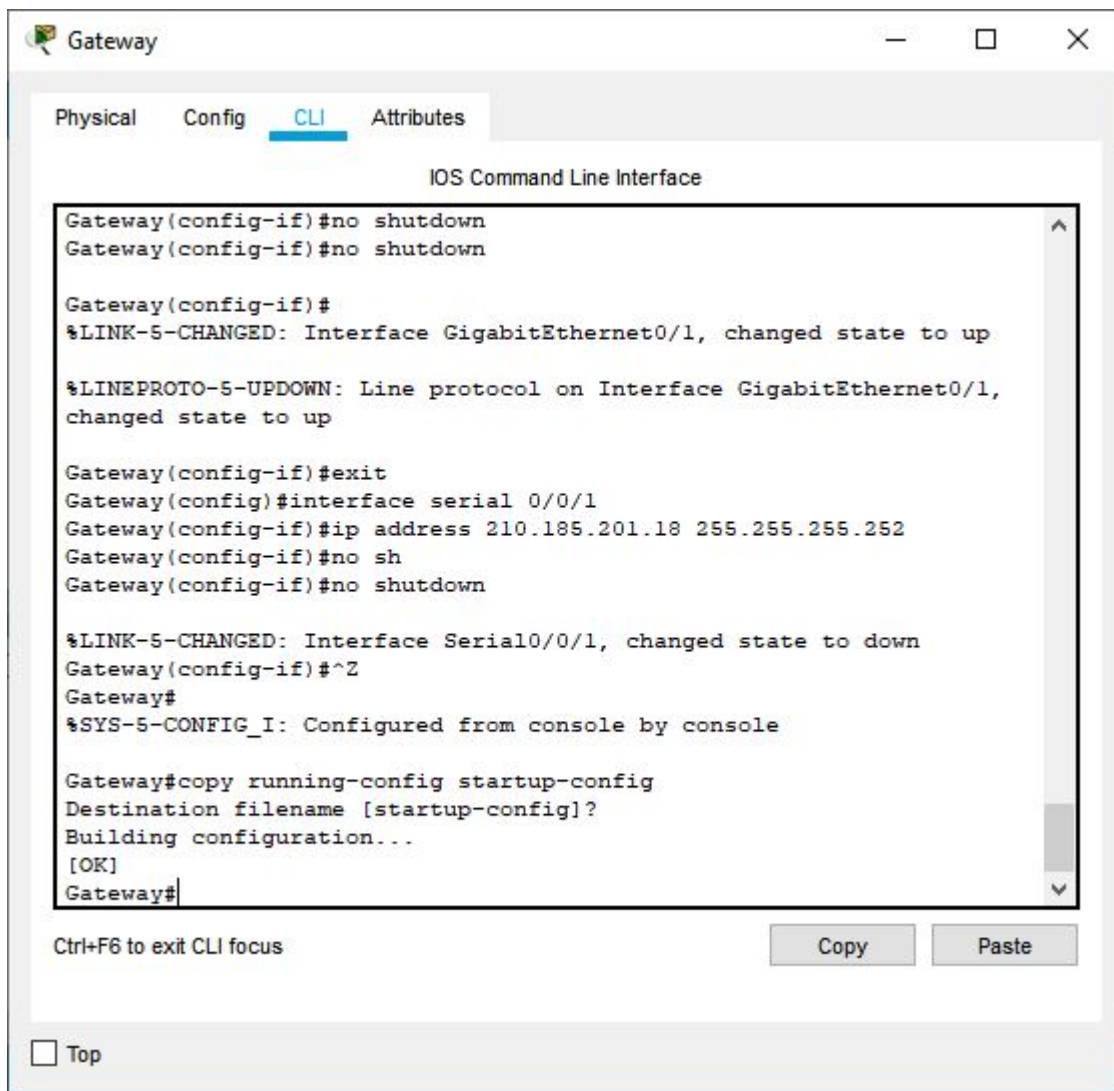 Gateway
Physical Config CLI Attributes
IOS Command Line Interface
Gateway(config-if)#no shutdown
Gateway(config-if)#no shutdown
Gateway(config-if)#
%LINK-5-CHANGED: Interface GigabitEthernet0/1, changed state to up
%LINEPROTO-5-UPDOWN: Line protocol on Interface GigabitEthernet0/1,
changed state to up
Gateway(config-if)#exit
Gateway(config)#interface serial 0/0/1
Gateway(config-if)#ip address 210.185.201.18 255.255.255.252
Gateway(config-if)#no sh
Gateway(config-if)#no shutdown
%LINK-5-CHANGED: Interface Serial0/0/1, changed state to down
Gateway(config-if)#^Z
Gateway#
%SYS-5-CONFIG_I: Configured from console by console
Gateway#copy running-config startup-config
Destination filename [startup-config]?
Building configuration...
[OK]
Gateway#
Ctrl+F6 to exit CLI focus Copy Paste
Top